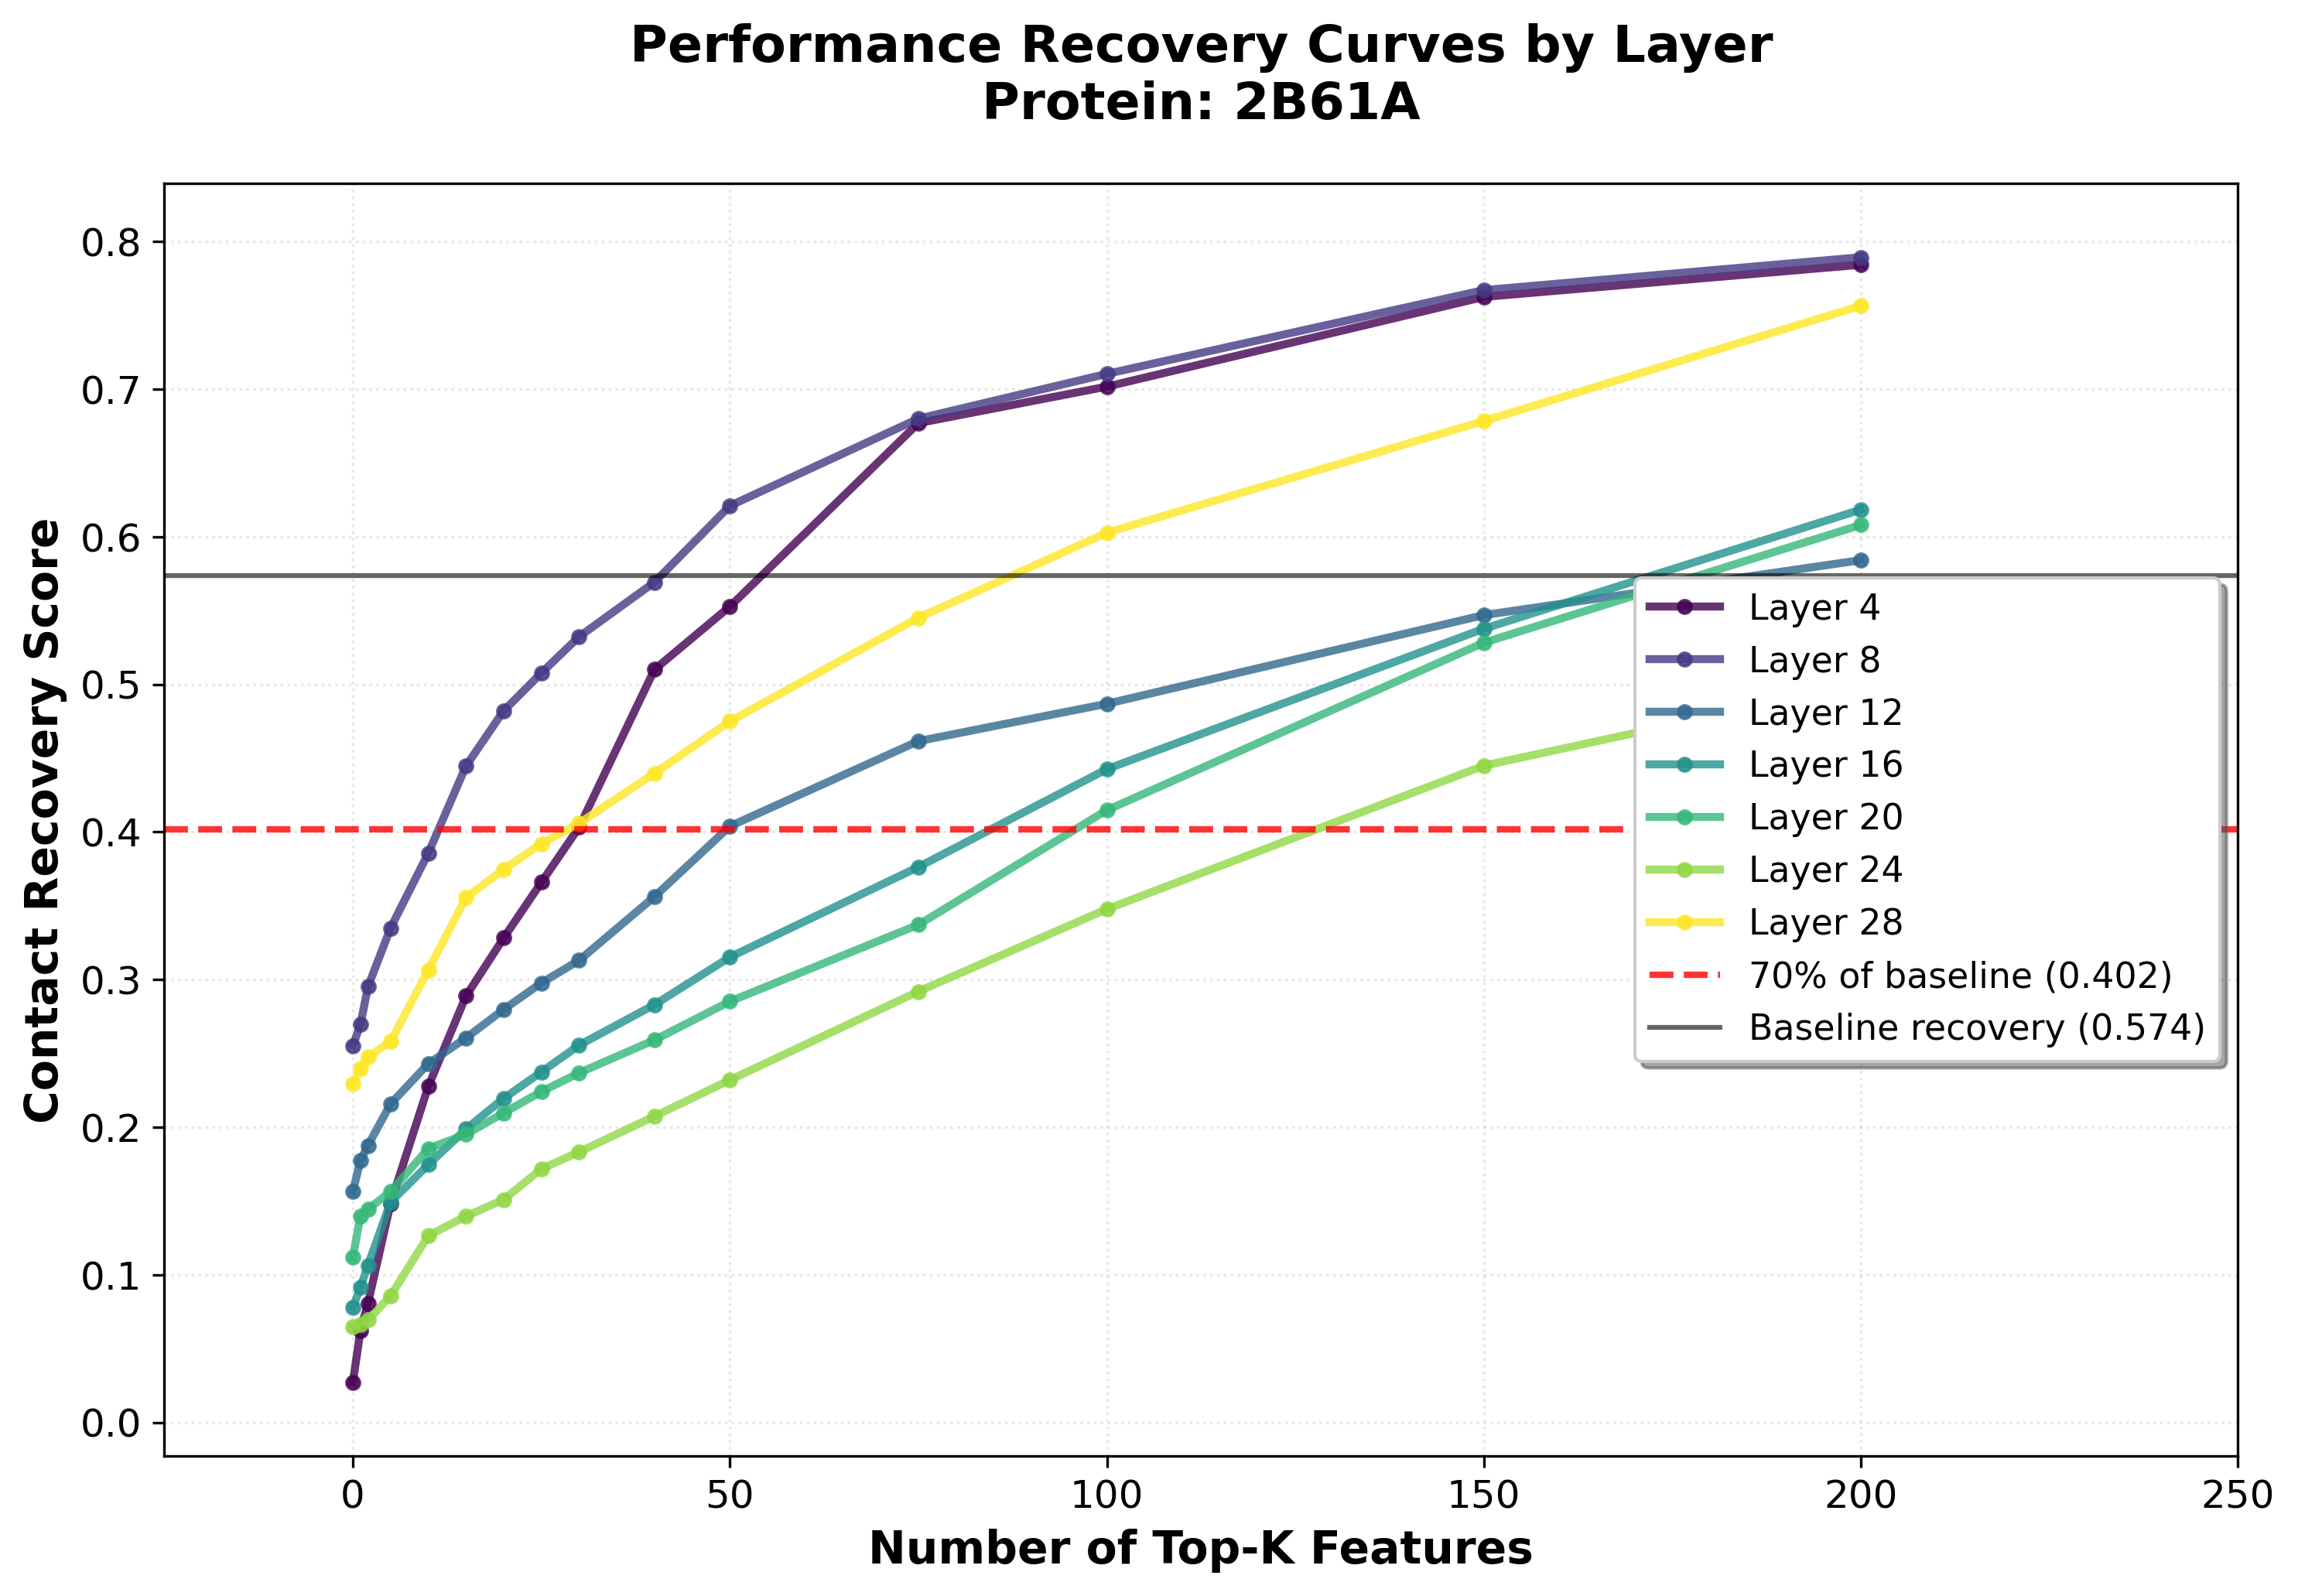 Performance Recovery Curves by Layer
Protein: 2B61A
Contact Recovery Score
0.8
0.7
0.6
0.5
0.4
0.3
0.2
0.1
0.0
Layer 4
Layer 8
Layer 12
Layer 16
Layer 20
Layer 24
Layer 28
70% of baseline (0.402)
Baseline recovery (0.574)
0 50 100 150 200 250
Number of Top-K Features